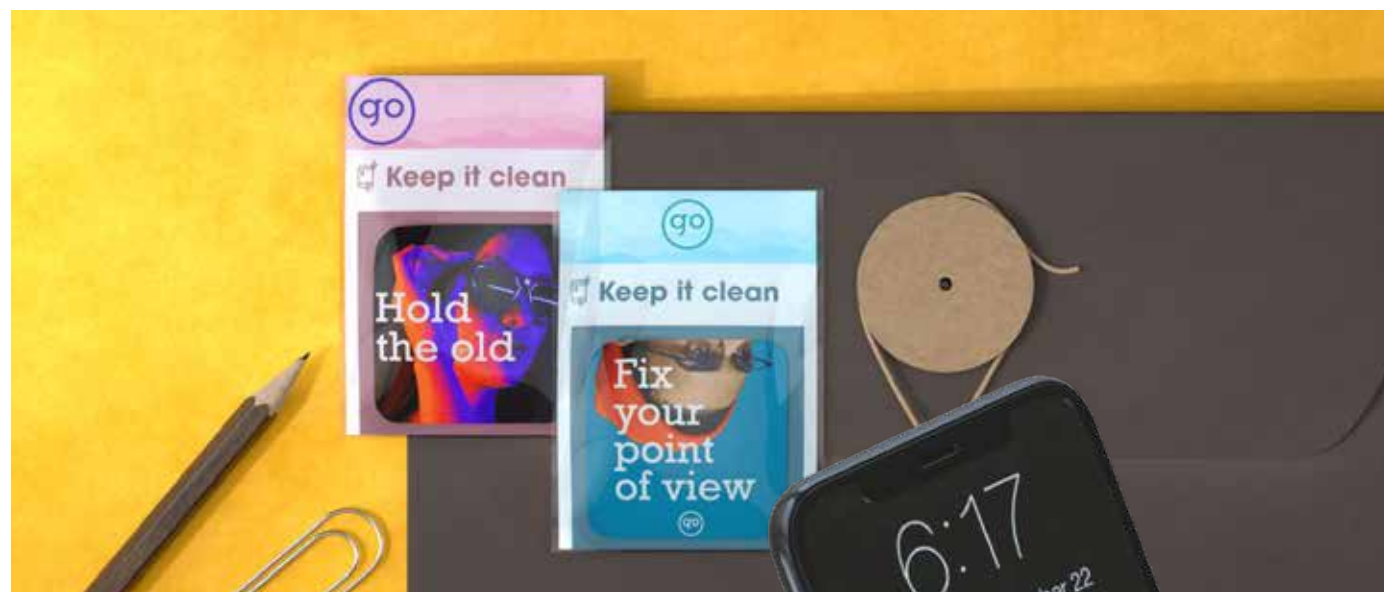 go
Keep it clean
Hold
the old
go
Keep it clean
Fix
your
point
of view
go
6:17
22